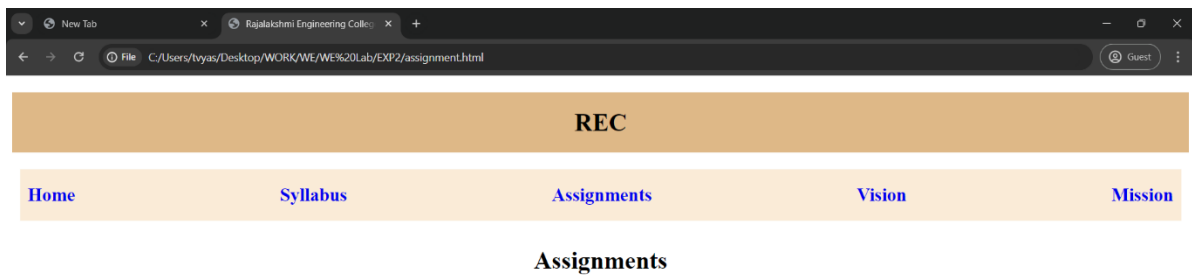 New Tab Rajalakshmi Engineering Colleg
File C:/Users/tvyas/Desktop/WORK/WE/WE%20Lab/EXP2/assignment.html Guest
REC
Home Syllabus Assignments Vision Mission
Assignments